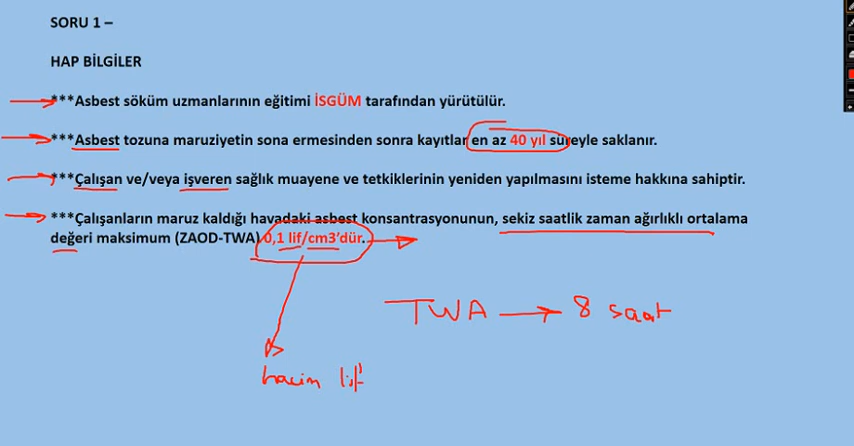 SORU 1 –
HAP BİLGİLER
***Asbest söküm uzmanlarının eğitimi İSGÜM tarafından yürütülür.
***Asbest tozuna maruziyetin sona ermesinden sonra kayıtlar en az 40 yıl süreyle saklanır.
***Çalışan ve/veya işveren sağlık muayene ve tetkiklerinin yeniden yapılmasını isteme hakkına sahiptir.
***Çalışanların maruz kaldığı havadaki asbest konsantrasyonunun, sekiz saatlik zaman ağırlıklı ortalama
değeri maksimum (ZAOD-TWA) 0,1 lif/cm3'dür.
TWA → 8 saat
hacim lif